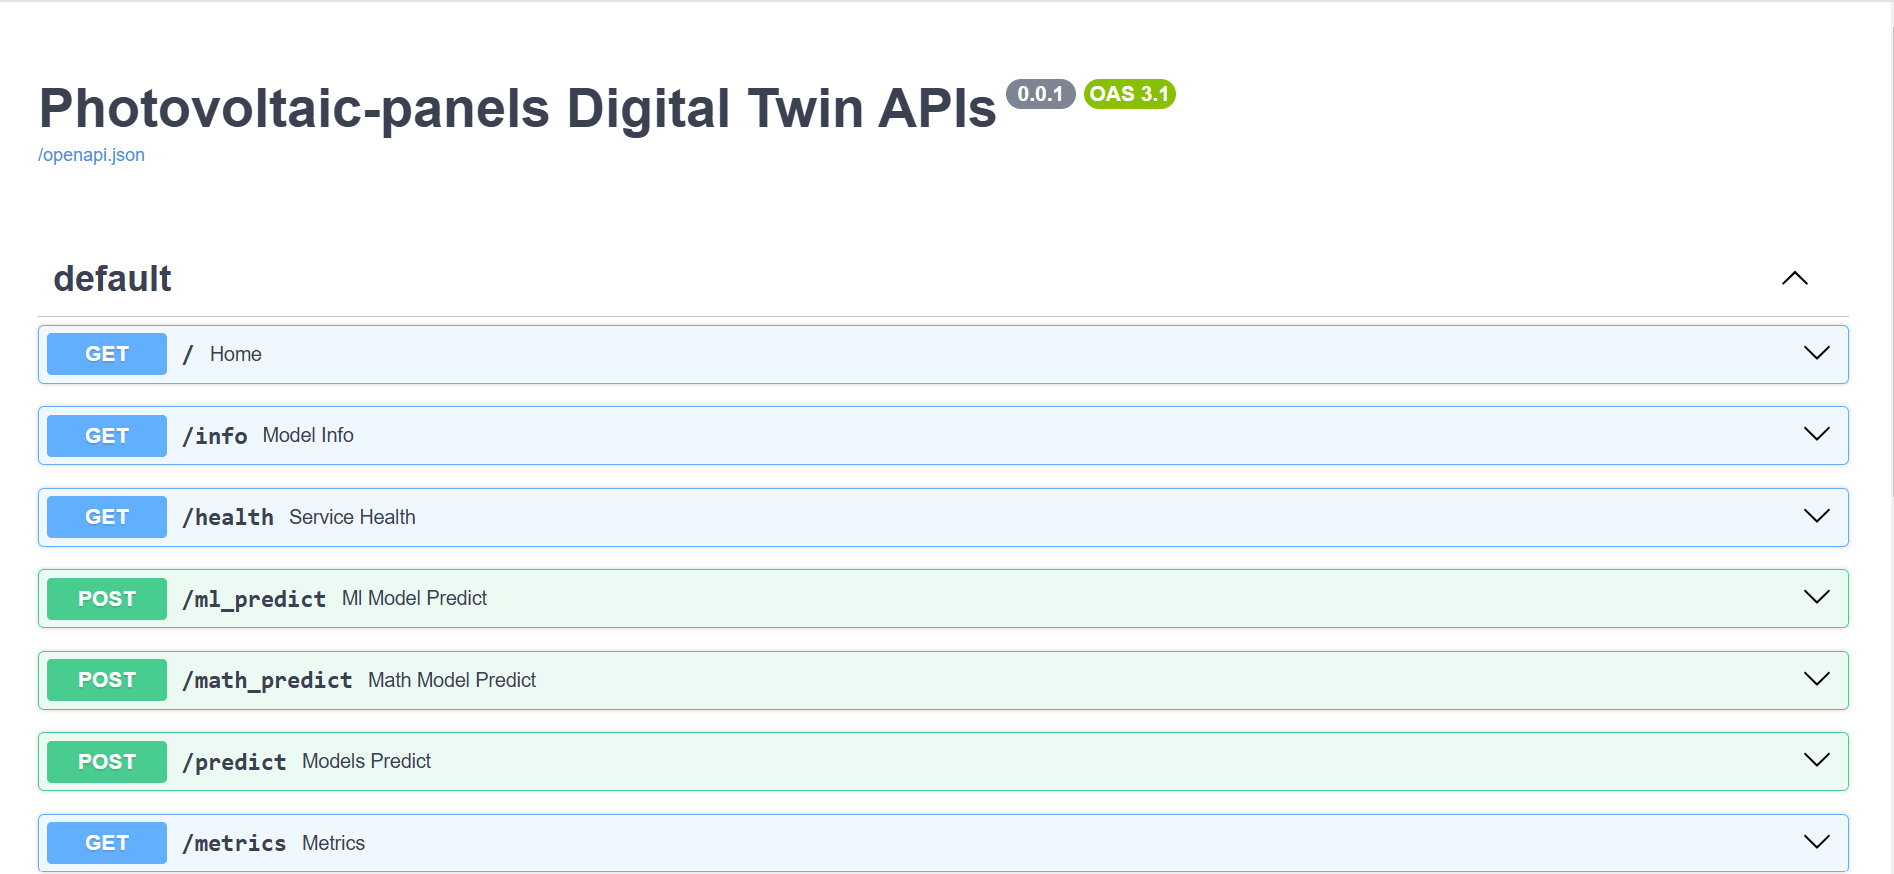 Photovoltaic-panels Digital Twin APIs 0.0.1 OAS 3.1
/openapi.json
default
GET / Home
GET /info Model Info
GET /health Service Health
POST /ml_predict Ml Model Predict
POST /math_predict Math Model Predict
POST /predict Models Predict
GET /metrics Metrics